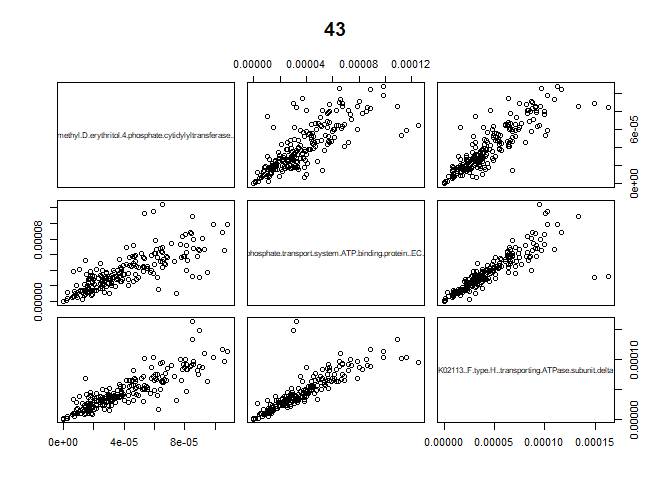 43
0.00000 0.00004 0.00008 0.00012
methyl.D.erythritol.4.phosphate.cytidylyltransferase..
0e+00 6e-05
0.00000 0.00008
phosphate.transport.system.ATP.binding.protein..EC.
K02113..F.type.H..transporting.ATPase.subunit.delta
0.00000 0.00010
0e+00 4e-05 8e-05
0.00000 0.00005 0.00010 0.00015